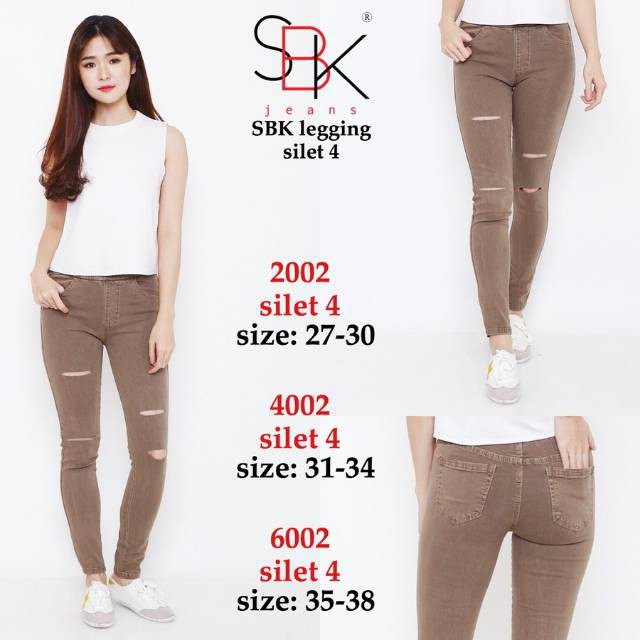 SBK ®
jeans
SBK legging
silet 4
2002
silet 4
size: 27-30
4002
silet 4
size: 31-34
6002
silet 4
size: 35-38